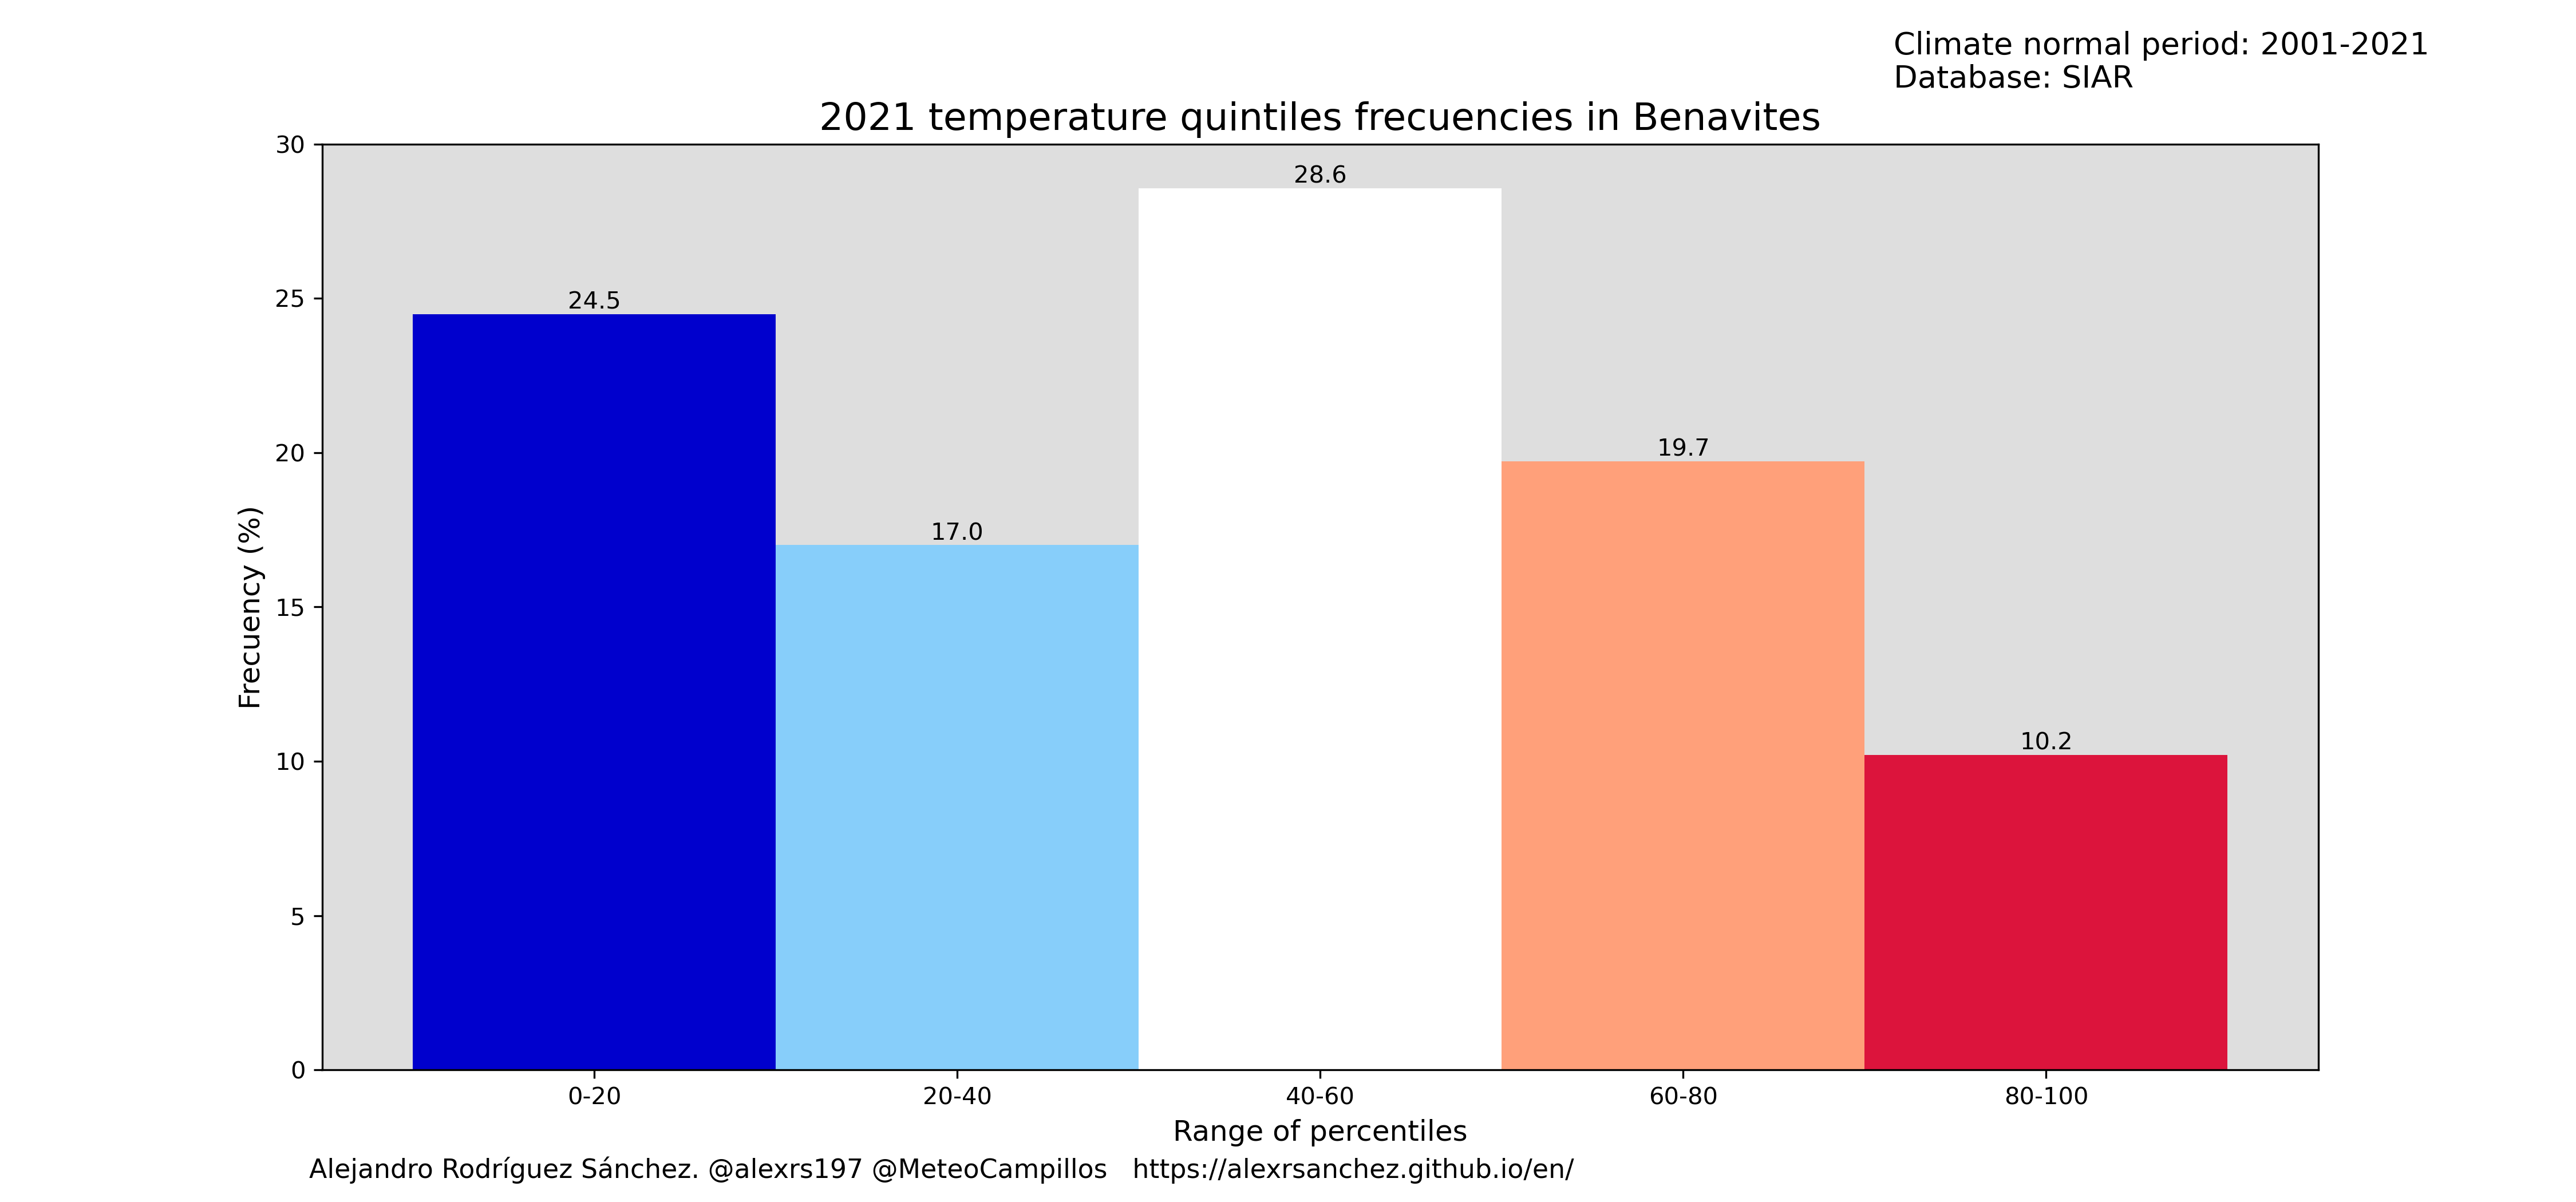 Climate normal period: 2001-2021
Database: SIAR
2021 temperature quintiles frecuencies in Benavites
30
25
20
15
10
5
0
Frecuency (%)
24.5
17.0
28.6
19.7
10.2
0-20
20-40
40-60
60-80
80-100
Range of percentiles
Alejandro Rodríguez Sánchez. @alexrs197 @MeteoCampillos   https://alexrsanchez.github.io/en/